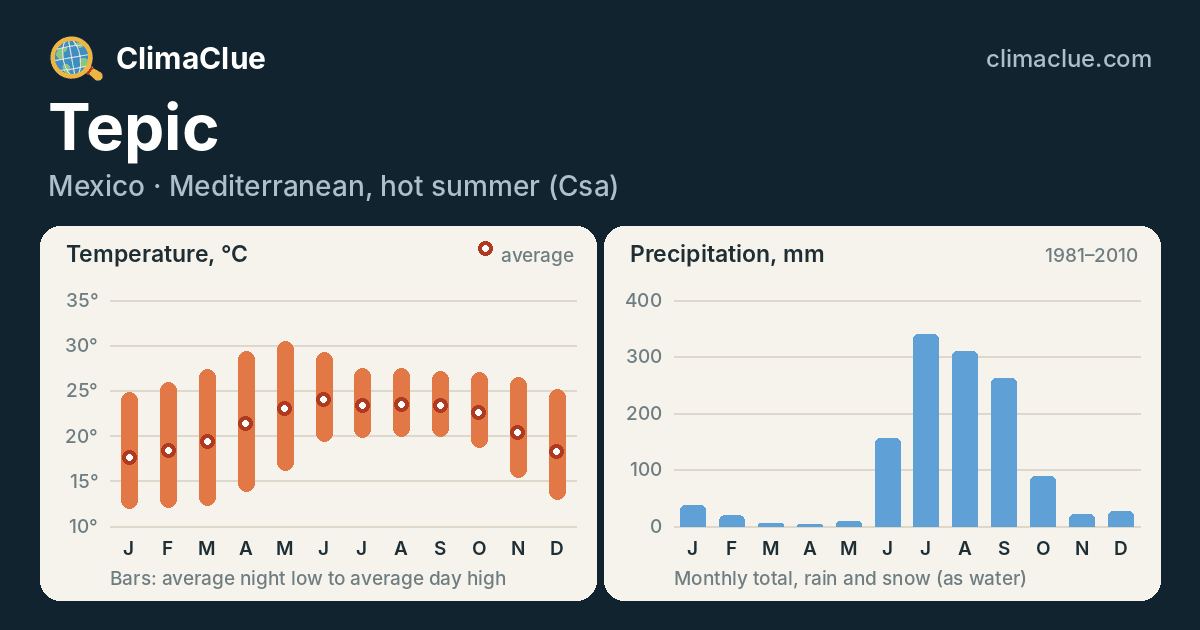 ClimaClue
climaclue.com
Tepic
Mexico · Mediterranean, hot summer (Csa)
Temperature, °C
average
35°
30°
25°
20°
15°
10°
J F M A M J J A S O N D
Bars: average night low to average day high
Precipitation, mm
1981–2010
400
300
200
100
0
J F M A M J J A S O N D
Monthly total, rain and snow (as water)